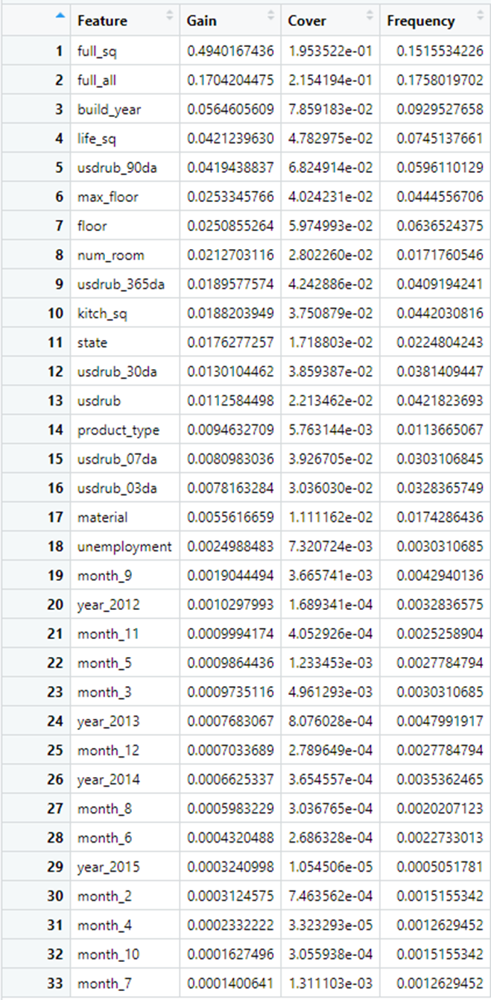 Feature Gain Cover Frequency
1 full_sq 0.4940167436 1.953522e-01 0.1515534226
2 full_all 0.1704204475 2.154194e-01 0.1758019702
3 build_year 0.0564605609 7.859183e-02 0.0929527658
4 life_sq 0.0421239630 4.782975e-02 0.0745137661
5 usdrub_90da 0.0419438837 6.824914e-02 0.0596110129
6 max_floor 0.0253345766 4.024231e-02 0.0444556706
7 floor 0.0250855264 5.974993e-02 0.0636524375
8 num_room 0.0212703116 2.802260e-02 0.0171760546
9 usdrub_365da 0.0189577574 4.242886e-02 0.0409194241
10 kitch_sq 0.0188203949 3.750879e-02 0.0442030816
11 state 0.0176277257 1.718803e-02 0.0224804243
12 usdrub_30da 0.0130104462 3.859387e-02 0.0381409447
13 usdrub 0.0112584498 2.213462e-02 0.0421823693
14 product_type 0.0094632709 5.763144e-03 0.0113665067
15 usdrub_07da 0.0080983036 3.926705e-02 0.0303106845
16 usdrub_03da 0.0078163284 3.036030e-02 0.0328365749
17 material 0.0055616659 1.111162e-02 0.0174286436
18 unemployment 0.0024988483 7.320724e-03 0.0030310685
19 month_9 0.0019044494 3.665741e-03 0.0042940136
20 year_2012 0.0010297993 1.689341e-04 0.0032836575
21 month_11 0.0009994174 4.052926e-04 0.0025258904
22 month_5 0.0009864436 1.233453e-03 0.0027784794
23 month_3 0.0009735116 4.961293e-03 0.0030310685
24 year_2013 0.0007683067 8.076028e-04 0.0047991917
25 month_12 0.0007033689 2.789649e-04 0.0027784794
26 year_2014 0.0006625337 3.654557e-04 0.0035362465
27 month_8 0.0005983229 3.036765e-04 0.0020207123
28 month_6 0.0004320488 2.686328e-04 0.0022733013
29 year_2015 0.0003240998 1.054506e-05 0.0005051781
30 month_2 0.0003124575 7.463562e-04 0.0015155342
31 month_4 0.0002332222 3.323293e-05 0.0012629452
32 month_10 0.0001627496 3.055938e-04 0.0015155342
33 month_7 0.0001400641 1.311103e-03 0.0012629452